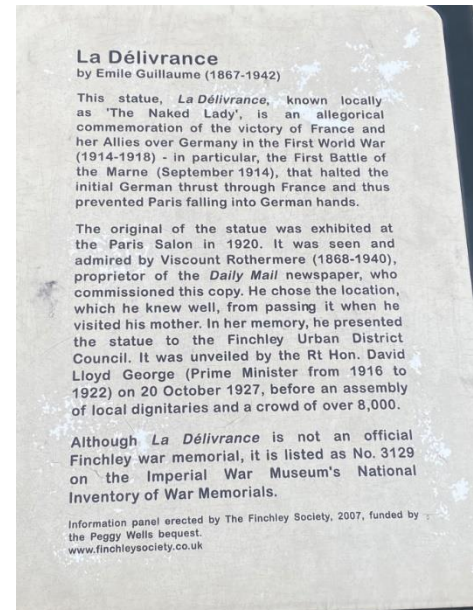 La Délivrance
by Emile Guillaume (1867-1942)
This statue, La Délivrance, known locally
as 'The Naked Lady', is an allegorical
commemoration of the victory of France and
her Allies over Germany in the First World War
(1914-1918) - in particular, the First Battle of
the Marne (September 1914), that halted the
initial German thrust through France and thus
prevented Paris falling into German hands.
The original of the statue was exhibited at
the Paris Salon in 1920. It was seen and
admired by Viscount Rothermere (1868-1940),
proprietor of the Daily Mail newspaper, who
commissioned this copy. He chose the location,
which he knew well, from passing it when he
visited his mother. In her memory, he presented
the statue to the Finchley Urban District
Council. It was unveiled by the Rt Hon. David
Lloyd George (Prime Minister from 1916 to
1922) on 20 October 1927, before an assembly
of local dignitaries and a crowd of over 8,000.
Although La Délivrance is not an official
Finchley war memorial, it is listed as No. 3129
on the Imperial War Museum's National
Inventory of War Memorials.
Information panel erected by The Finchley Society, 2007, funded by
the Peggy Wells bequest.
www.finchleysociety.co.uk